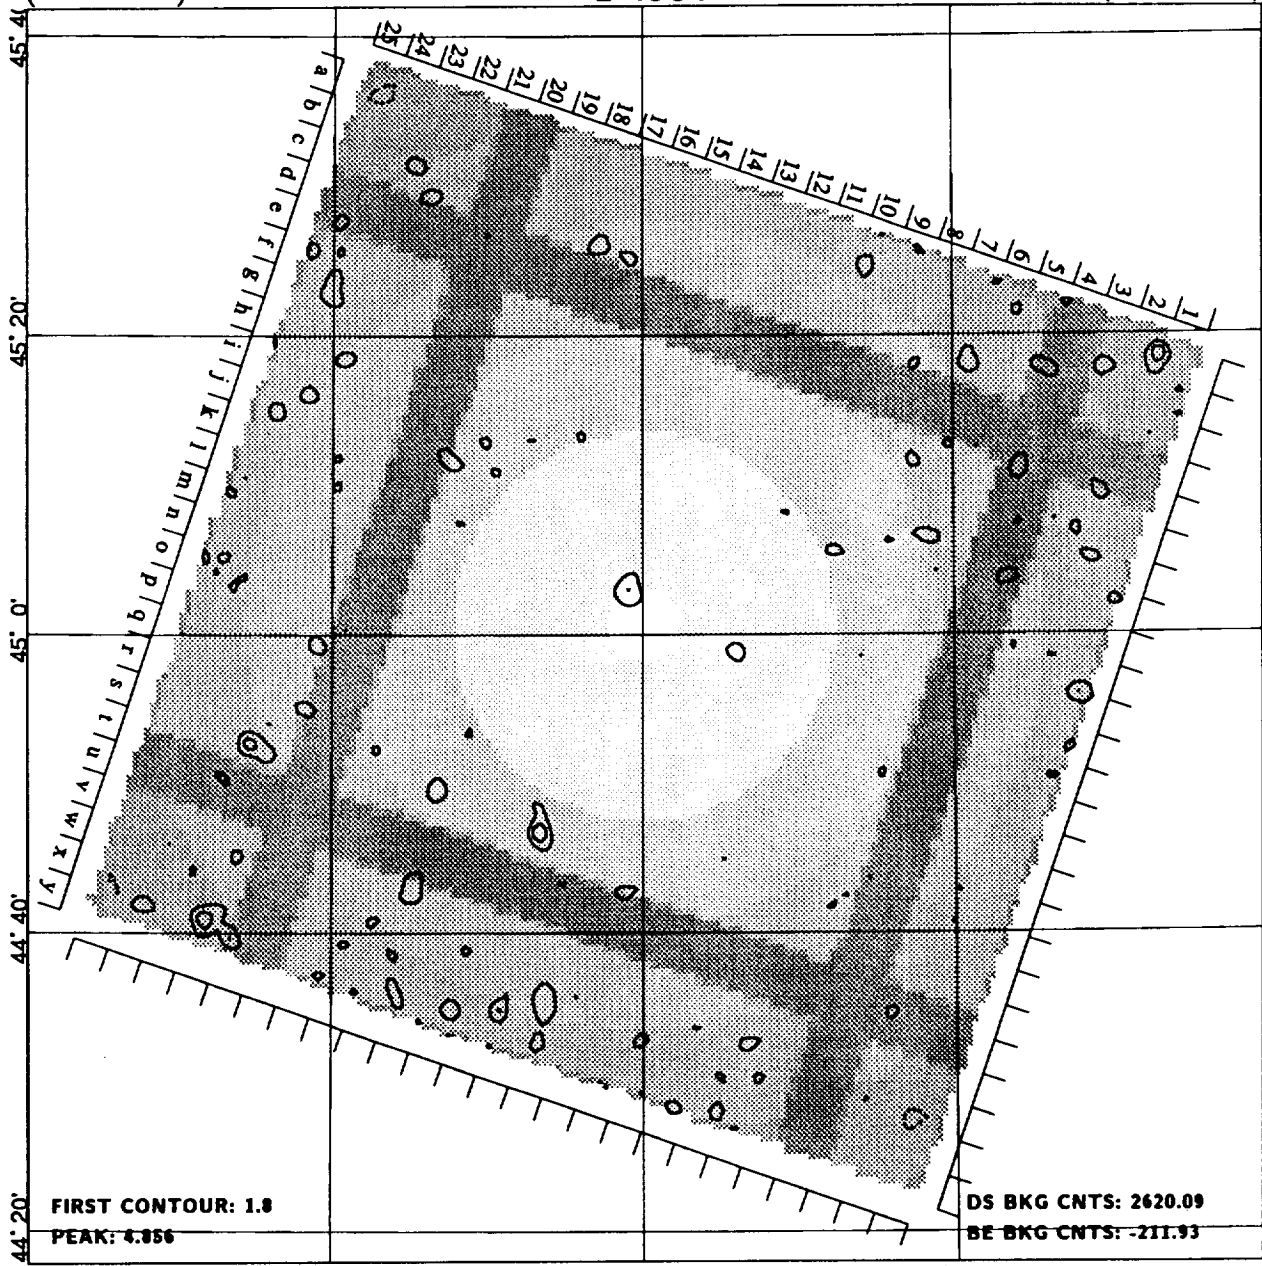 25 24 23 22 21 20 19 18 17 16 15 14 13 12 11 10 9 8 7 6 5 4 3 2 1
a b c d e f g h i j k l m n o p q r s t u v w x y
45° 20'
45° 0'
44° 40'
44° 20'
FIRST CONTOUR: 1.8
PEAK: 4.856
DS BKG CNTS: 2620.09
BE BKG CNTS: -211.93